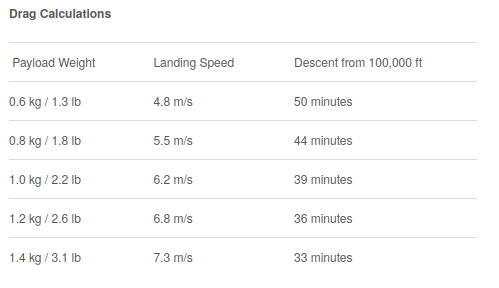 Drag Calculations
Payload Weight Landing Speed Descent from 100,000 ft
0.6 kg / 1.3 lb 4.8 m/s 50 minutes
0.8 kg / 1.8 lb 5.5 m/s 44 minutes
1.0 kg / 2.2 lb 6.2 m/s 39 minutes
1.2 kg / 2.6 lb 6.8 m/s 36 minutes
1.4 kg / 3.1 lb 7.3 m/s 33 minutes